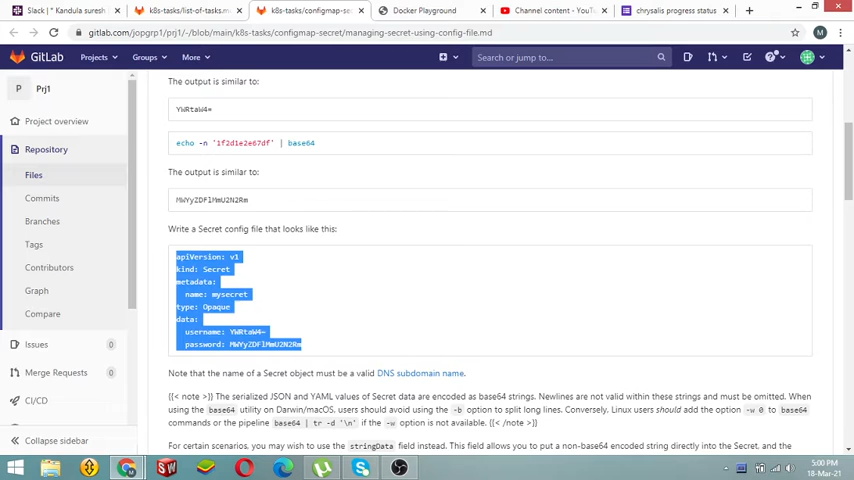 Slack | * Kandula suresh
k8s-tasks/list-of-tasks.m
k8s-tasks/configmap-se
Docker Playground
Channel content - YouTu
chrysalis progress status
gitlab.com/jopgrp1/prj1/-/blob/main/k8s-tasks/configmap-secret/managing-secret-using-config-file.md
M
GitLab
Projects
Groups
More
Search or jump to...
P
Prj1
Project overview
Repository
Files
Commits
Branches
Tags
Contributors
Graph
Compare
Issues
0
Merge Requests
0
CI/CD
Collapse sidebar
The output is similar to:
YWRtaW4=
echo -n '1f2d1e2e67df' | base64
The output is similar to:
MWYyZDFlMmU2N2Rm
Write a Secret config file that looks like this:
apiVersion: v1
kind: Secret
metadata:
name: mysecret
type: Opaque
data:
username: YWRtaW4=
password: MWYyZDFlMmU2N2Rm
Note that the name of a Secret object must be a valid DNS subdomain name.
{{< note >}} The serialized JSON and YAML values of Secret data are encoded as base64 strings. Newlines are not valid within these strings and must be omitted. When
using the base64 utility on Darwin/macOS, users should avoid using the -b option to split long lines. Conversely, Linux users should add the option -w 0 to base64
commands or the pipeline base64 | tr -d '\n' if the -w option is not available. {{< /note >}}
For certain scenarios, you may wish to use the stringData field instead. This field allows you to put a non-base64 encoded string directly into the Secret, and the
5:00 PM
18-Mar-21